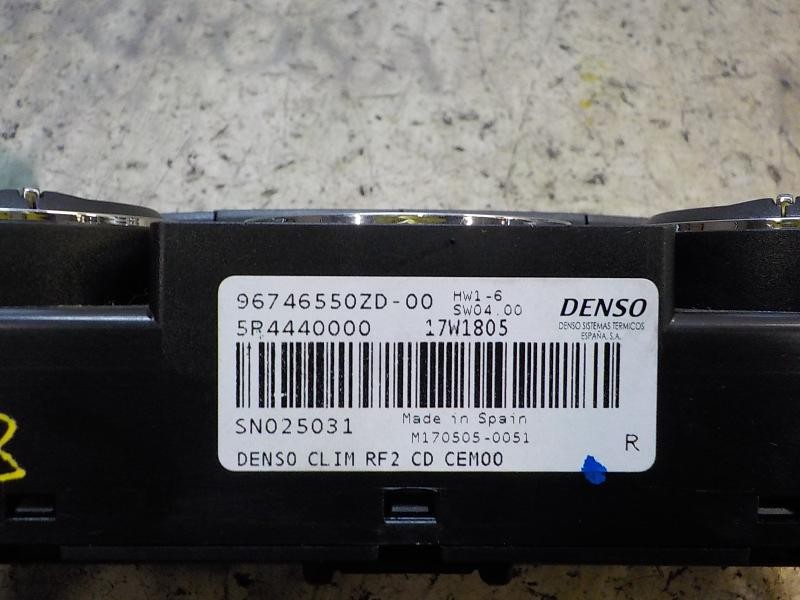 96746550ZD-00 HW1-6
SW04.00
DENSO
5R4440000 17W1805
DENSO SISTEMAS TERMICOS
ESPAÑA, S.A.
SN025031 Made in Spain
M170505-0051
R
DENSO CLIM RF2 CD CEM00